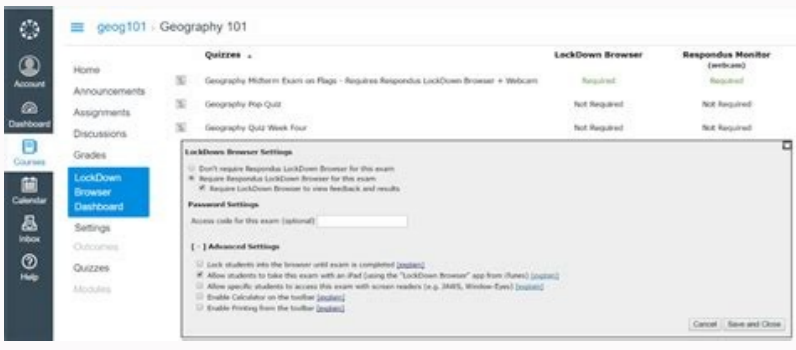 geog101 › Geography 101
Account
Dashboard
Courses
Calendar
Inbox
Help
Home
Announcements
Assignments
Discussions
Grades
LockDown
Browser
Dashboard
Settings
Outcomes
Quizzes
Modules
Quizzes LockDown Browser Respondus Monitor
(webcam)
Geography Midterm Exam on Flags - Requires Respondus LockDown Browser + Webcam Required Required
Geography Pop Quiz Not Required Not Required
Geography Quiz Week Four Not Required Not Required
LockDown Browser Settings
Don't require Respondus LockDown Browser for this exam
Require Respondus LockDown Browser for this exam
Require LockDown Browser to view feedback and results
Password Settings
Access code for this exam (optional)
[ - ] Advanced Settings
Lock students into the browser until exam is completed [explain]
Allow students to take this exam with an iPad (using the "LockDown Browser" app from iTunes) [explain]
Allow specific students to access this exam with screen readers (e.g. JAWS, Window-Eyes) [explain]
Enable Calculator on the toolbar [explain]
Enable Printing from the toolbar [explain]
Cancel Save and Close